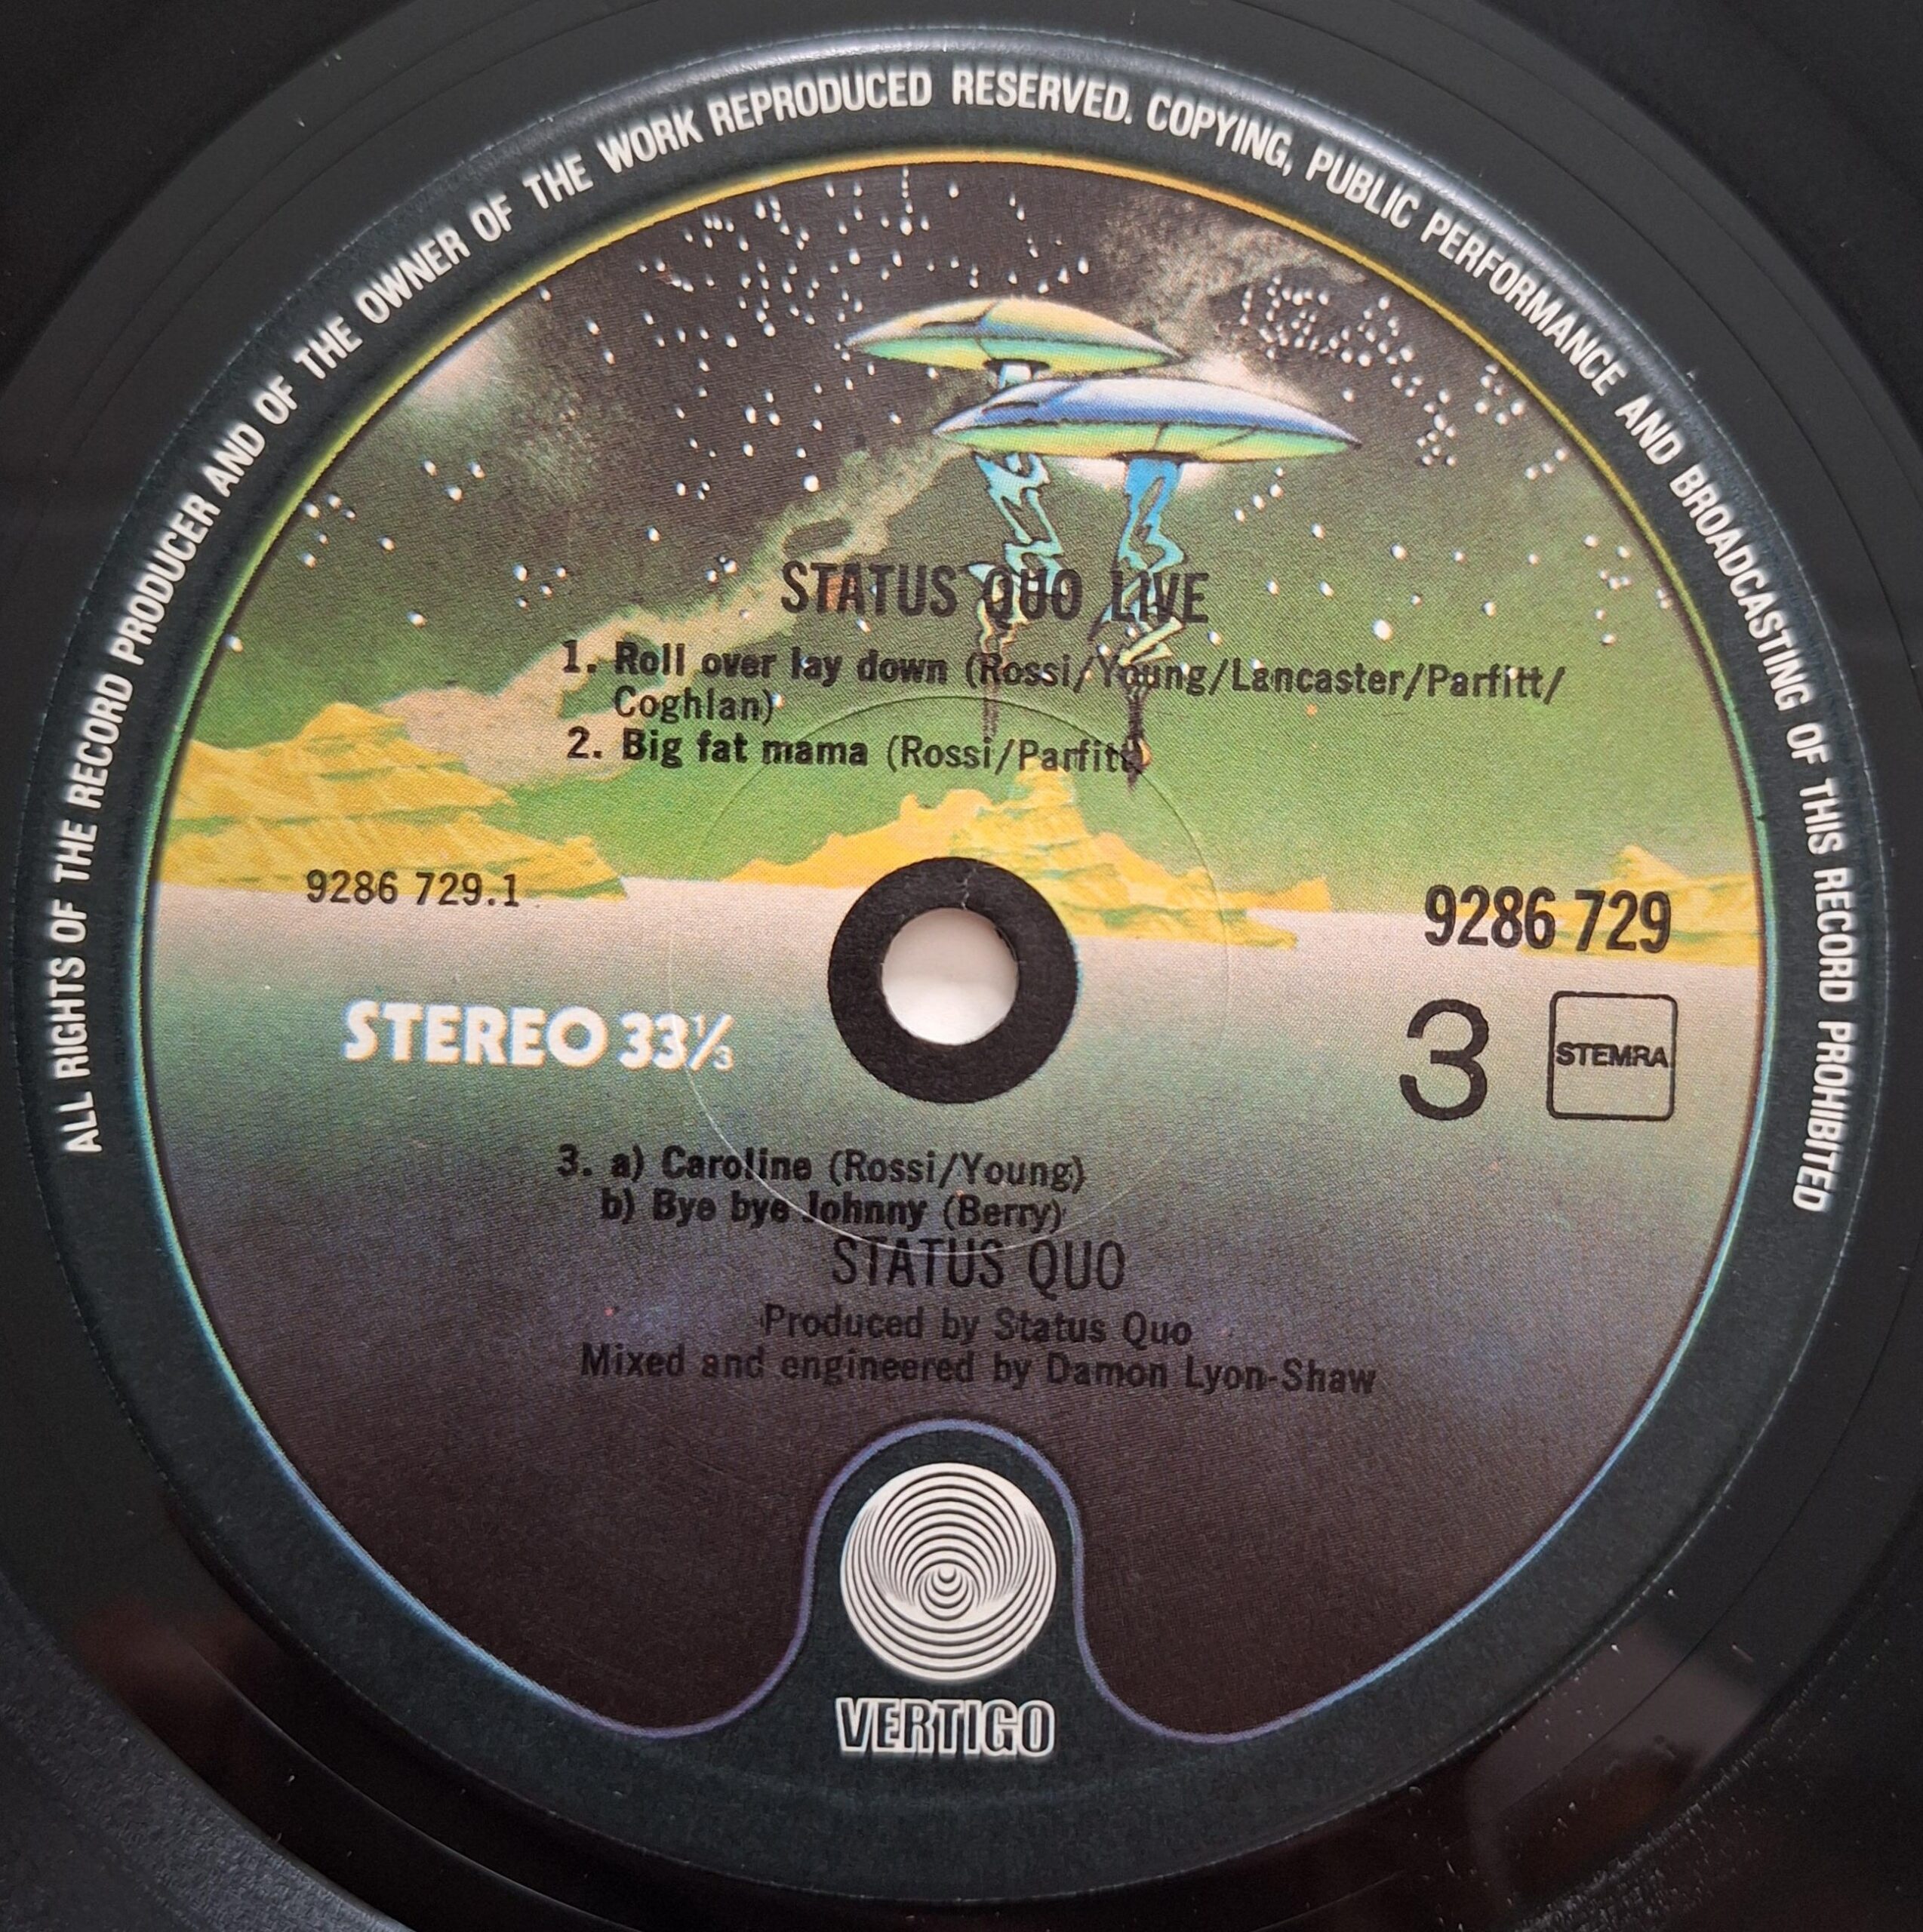 ALL RIGHTS OF THE RECORD PRODUCER AND OF THE OWNER OF THE WORK REPRODUCED RESERVED. COPYING, PUBLIC PERFORMANCE AND BROADCASTING OF THIS RECORD PROHIBITED
STATUS QUO LIVE
1. Roll over lay down (Rossi/Young/Lancaster/Parfitt/
Coghlan)
2. Big fat mama (Rossi/Parfitt)
9286 729.1
9286 729
STEREO 33⅓
3
STEMRA
3. a) Caroline (Rossi/Young)
b) Bye bye Johnny (Berry)
STATUS QUO
Produced by Status Quo
Mixed and engineered by Damon Lyon-Shaw
VERTIGO